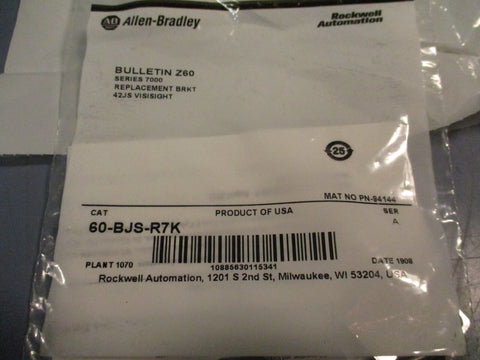 AB Allen-Bradley
Rockwell
Automation
BULLETIN Z60
SERIES 7000
REPLACEMENT BRKT
42JS VISISIGHT
25
MAT NO PN-94144
CAT PRODUCT OF USA SER
60-BJS-R7K A
PLANT 1070 10885630115341 DATE 1908
Rockwell Automation, 1201 S 2nd St, Milwaukee, WI 53204, USA